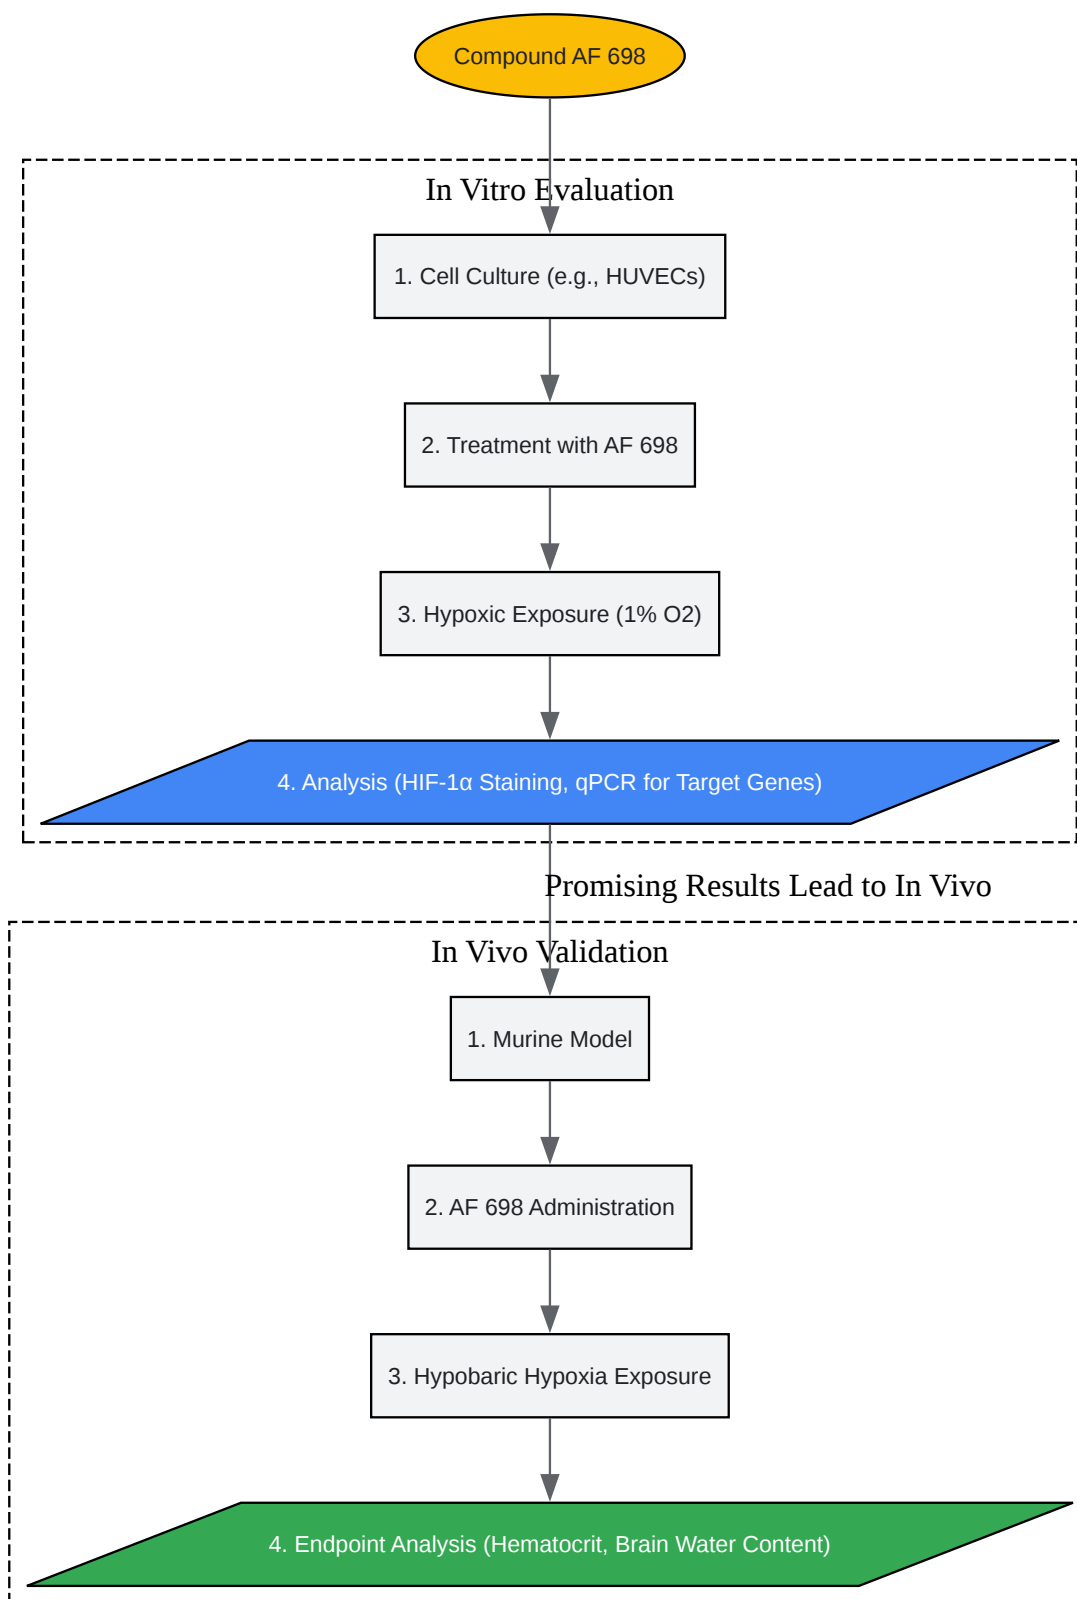 Compound AF 698
In Vitro Evaluation
1. Cell Culture (e.g., HUVECs)
2. Treatment with AF 698
3. Hypoxic Exposure (1% O2)
4. Analysis (HIF-1α Staining, qPCR for Target Genes)
Promising Results Lead to In Vivo
In Vivo Validation
1. Murine Model
2. AF 698 Administration
3. Hypobaric Hypoxia Exposure
4. Endpoint Analysis (Hematocrit, Brain Water Content)